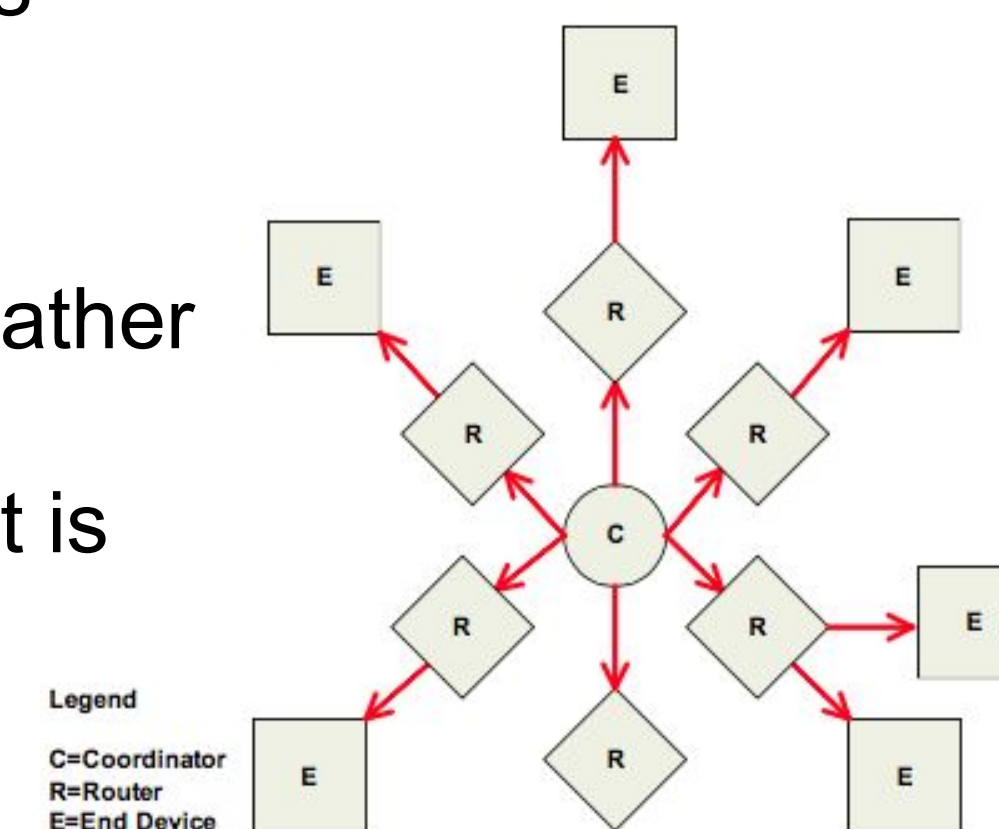 E
E
E
ather
R
R
R
t is
C
R
R
E
Legend
C=Coordinator
R
E
E
R=Router
E=End Device